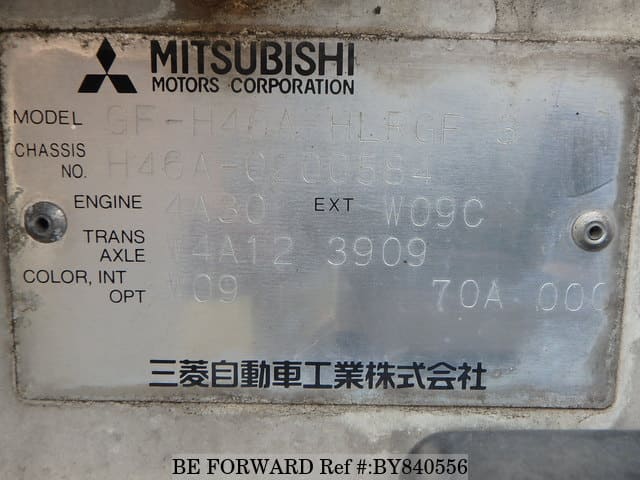 MITSUBISHI
MOTORS CORPORATION
MODEL GF-H46A HLRGF 3
CHASSIS NO. H46A-0200584
ENGINE 4A30 EXT W09C
TRANS AXLE W4A12 3909
COLOR, INT OPT W09 70A 000
三菱自動車工業株式会社
BE FORWARD Ref #:BY840556